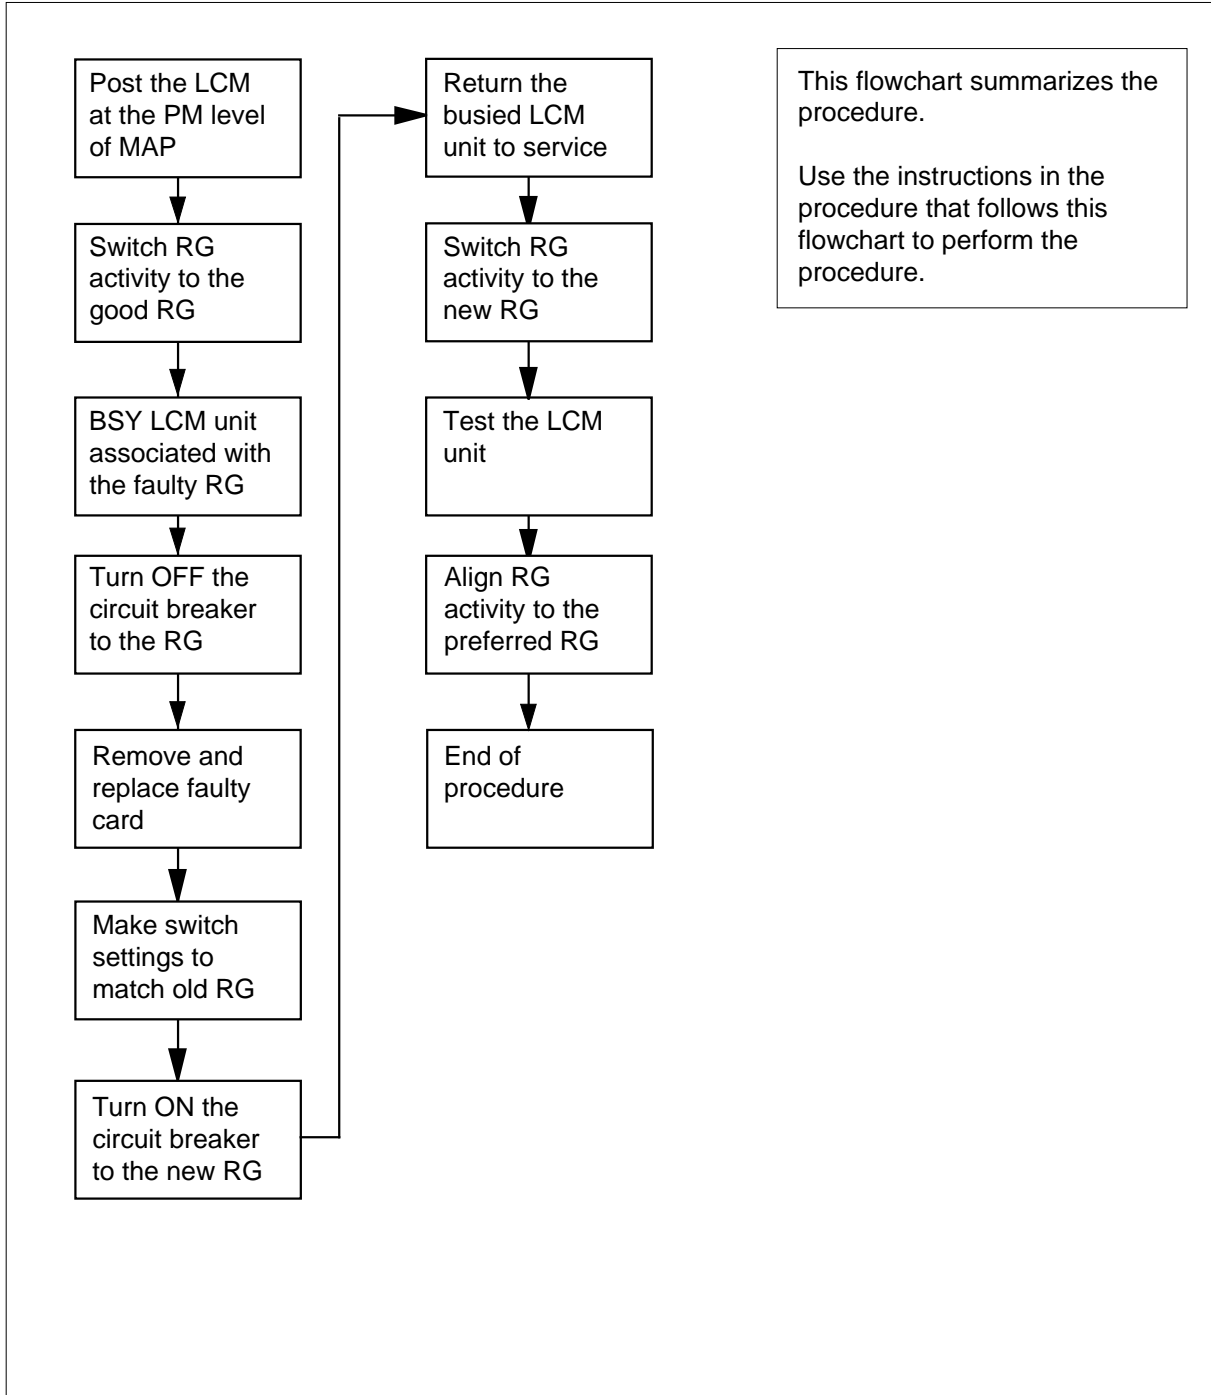 Post the LCM
at the PM level
of MAP
Switch RG
activity to the
good RG
BSY LCM unit
associated with
the faulty RG
Turn OFF the
circuit breaker
to the RG
Remove and
replace faulty
card
Make switch
settings to
match old RG
Turn ON the
circuit breaker
to the new RG
Return the
busied LCM
unit to service
Switch RG
activity to the
new RG
Test the LCM
unit
Align RG
activity to the
preferred RG
End of
procedure
This flowchart summarizes the
procedure.
Use the instructions in the
procedure that follows this
flowchart to perform the
procedure.